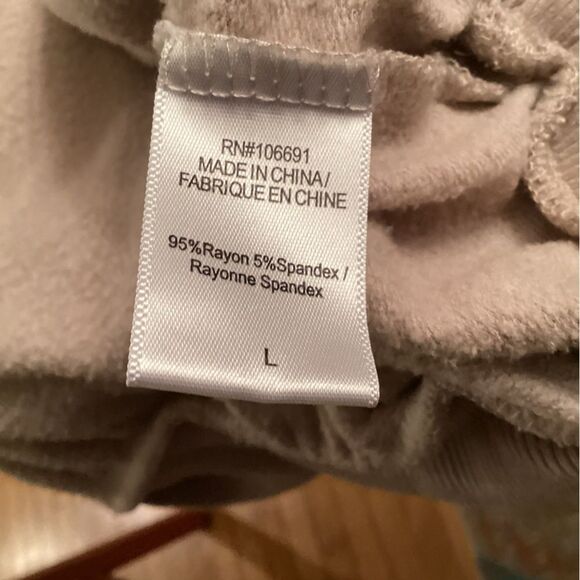 RN#106691
MADE IN CHINA/
FABRIQUE EN CHINE
95%Rayon 5%Spandex /
Rayonne Spandex
L